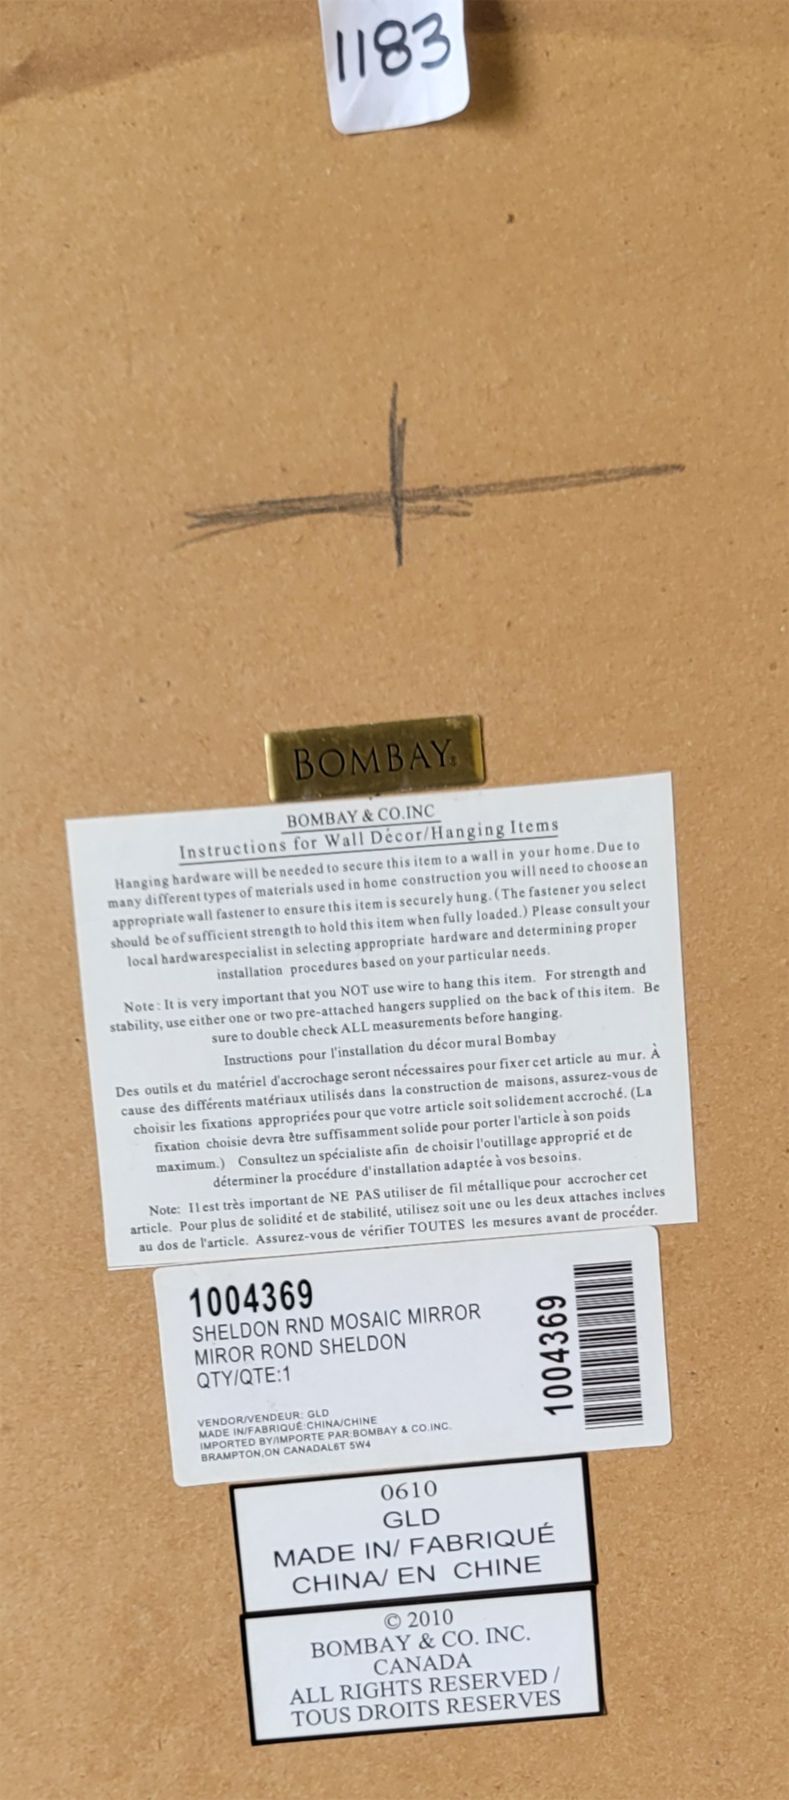 1183
BOMBAY®
BOMBAY & CO.INC
Instructions for Wall Décor/Hanging Items
Hanging hardware will be needed to secure this item to a wall in your home. Due to
many different types of materials used in home construction you will need to choose an
appropriate wall fastener to ensure this item is securely hung. (The fastener you select
should be of sufficient strength to hold this item when fully loaded.) Please consult your
local hardwarespecialist in selecting appropriate hardware and determining proper
installation procedures based on your particular needs.
Note: It is very important that you NOT use wire to hang this item. For strength and
stability, use either one or two pre-attached hangers supplied on the back of this item. Be
sure to double check ALL measurements before hanging.
Instructions pour l'installation du décor mural Bombay
Des outils et du matériel d'accrochage seront nécessaires pour fixer cet article au mur. À
cause des différents matériaux utilisés dans la construction de maisons, assurez-vous de
choisir les fixations appropriées pour que votre article soit solidement accroché. (La
fixation choisie devra être suffisamment solide pour porter l'article à son poids
maximum.) Consultez un spécialiste afin de choisir l'outillage approprié et de
déterminer la procédure d'installation adaptée à vos besoins.
Note: Il est très important de NE PAS utiliser de fil métallique pour accrocher cet
article. Pour plus de solidité et de stabilité, utilisez soit une ou les deux attaches inclues
au dos de l'article. Assurez-vous de vérifier TOUTES les mesures avant de procéder.
1004369
SHELDON RND MOSAIC MIRROR
MIROR ROND SHELDON
QTY/QTE:1
VENDOR/VENDEUR: GLD
MADE IN/FABRIQUÉ:CHINA/CHINE
IMPORTED BY/IMPORTE PAR:BOMBAY & CO.INC.
BRAMPTON,ON CANADAL6T 5W4
1004369
0610
GLD
MADE IN/ FABRIQUÉ
CHINA/ EN CHINE
© 2010
BOMBAY & CO. INC.
CANADA
ALL RIGHTS RESERVED /
TOUS DROITS RESERVES